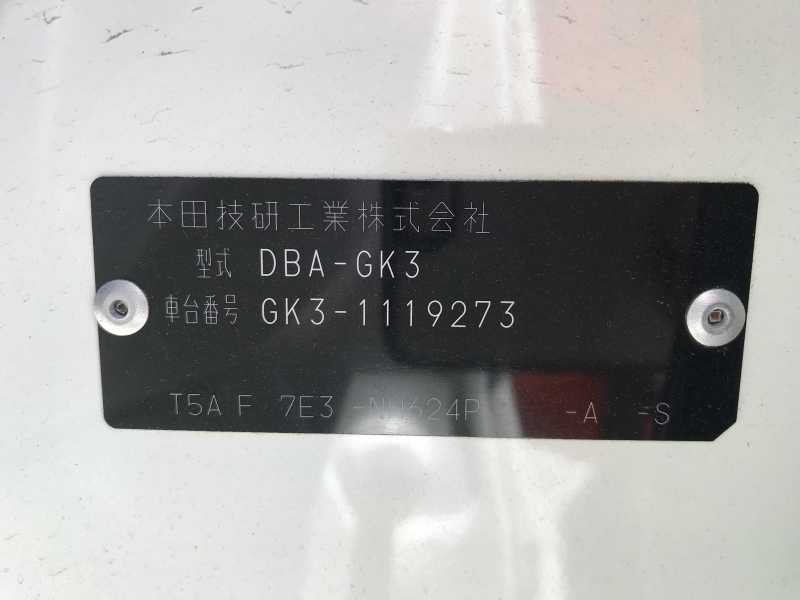 本田技研工業株式会社
型式 DBA-GK3
車台番号 GK3-1119273
T5A F 7E3 -NH624P -A -S